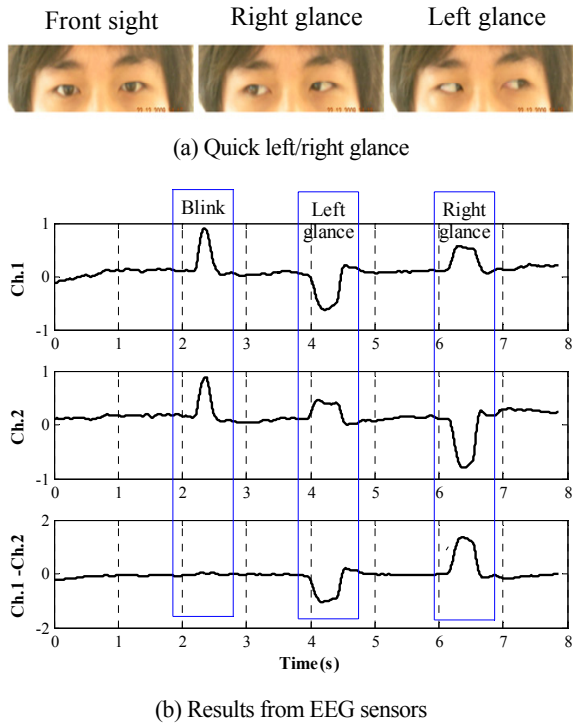 Front sight Right glance Left glance
(a) Quick left/right glance
Blink
Left glance
Right glance
Ch.1
1
0
-1
0 1 2 3 4 5 6 7 8
Ch.2
1
0
-1
0 1 2 3 4 5 6 7 8
Ch.1 -Ch.2
2
0
-2
0 1 2 3 4 5 6 7 8
Time(s)
(b) Results from EEG sensors